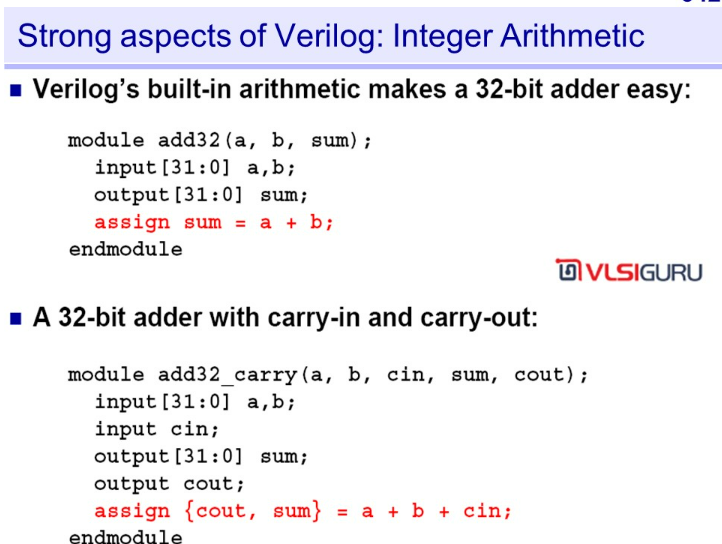 Strong aspects of Verilog: Integer Arithmetic
Verilog's built-in arithmetic makes a 32-bit adder easy:
module add32(a, b, sum);
input[31:0] a,b;
output[31:0] sum;
assign sum = a + b;
endmodule
VLSIGURU
A 32-bit adder with carry-in and carry-out:
module add32_carry(a, b, cin, sum, cout);
input[31:0] a,b;
input cin;
output[31:0] sum;
output cout;
assign {cout, sum} = a + b + cin;
endmodule